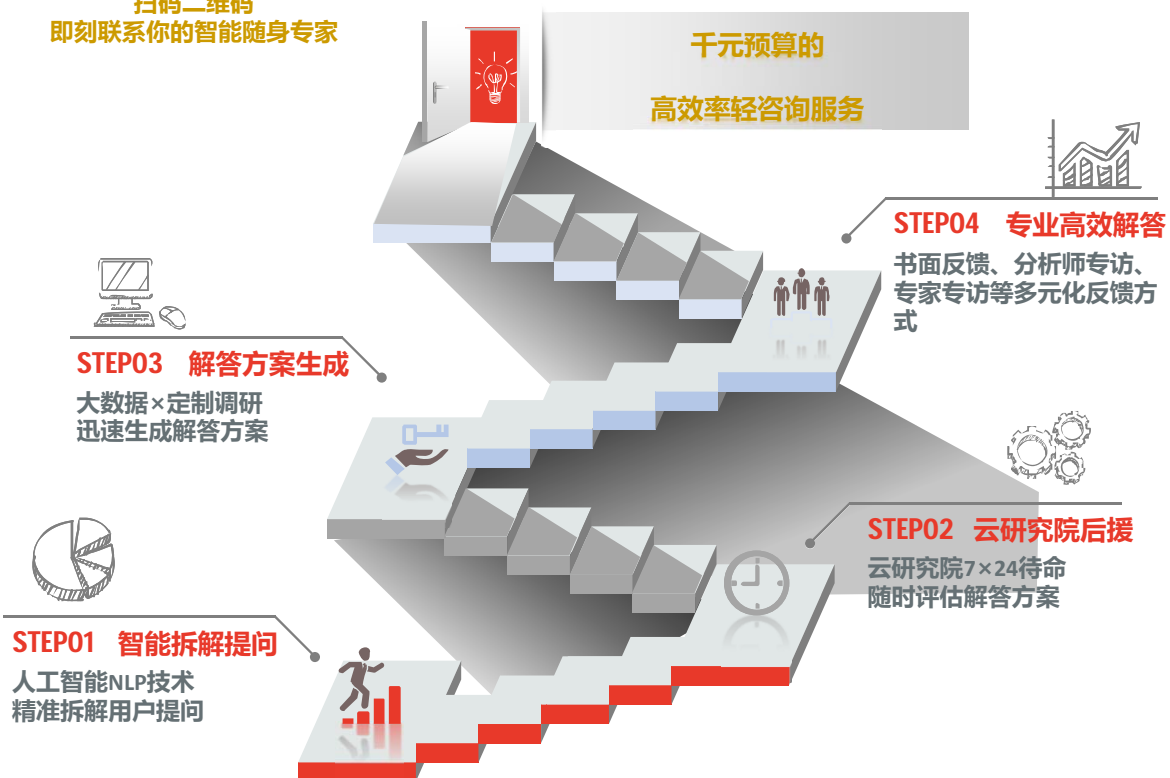 扫码二维码
即刻联系你的智能随身专家
千元预算的
高效率轻咨询服务
STEP04 专业高效解答
书面反馈、分析师专访、
专家专访等多元化反馈方
式
STEP03 解答方案生成
大数据×定制调研
迅速生成解答方案
STEP02 云研究院后援
云研究院7×24待命
随时评估解答方案
STEP01 智能拆解提问
人工智能NLP技术
精准拆解用户提问